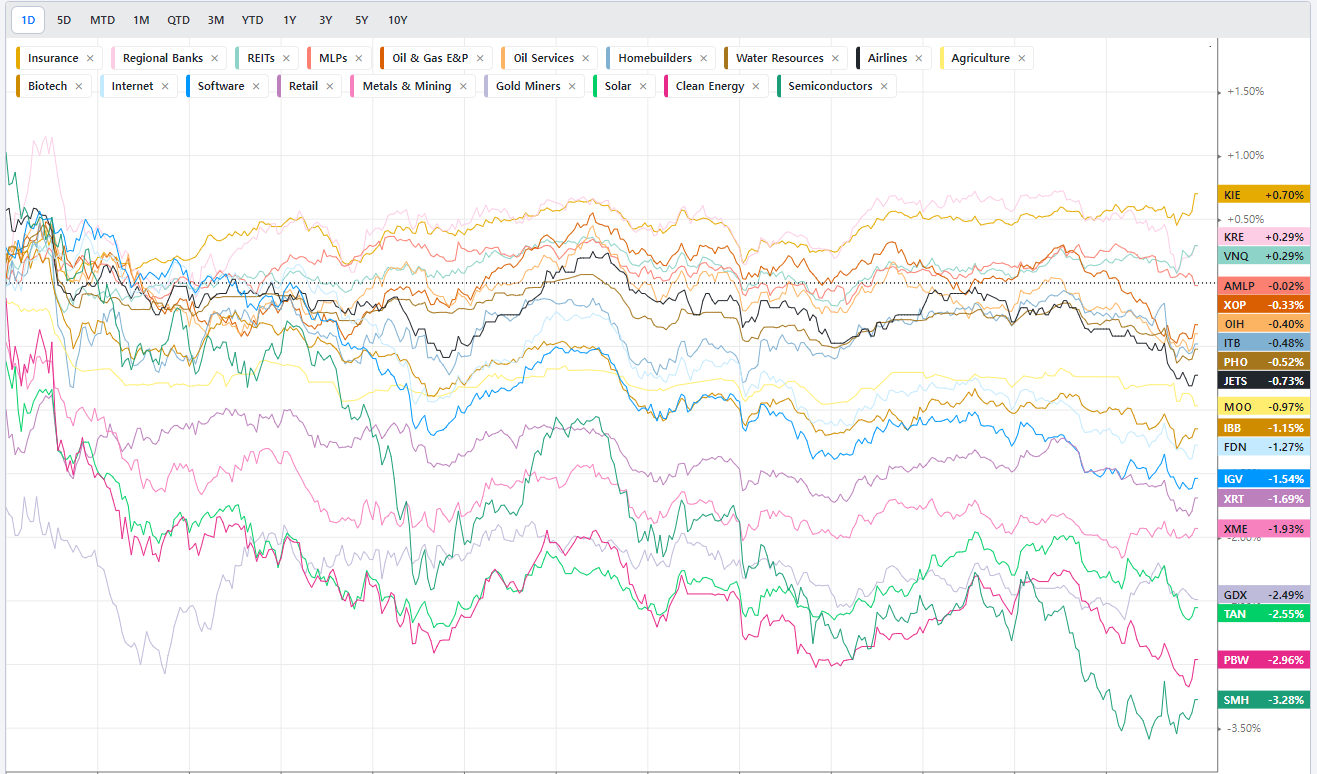 1D 5D MTD 1M QTD 3M YTD 1Y 3Y 5Y 10Y
Insurance × Regional Banks × REITs × MLPs × Oil & Gas E&P × Oil Services × Homebuilders × Water Resources × Airlines × Agriculture ×
Biotech × Internet × Software × Retail × Metals & Mining × Gold Miners × Solar × Clean Energy × Semiconductors ×
+1.50%
+1.00%
KIE +0.70%
+0.50%
KRE +0.29%
VNQ +0.29%
AMLP -0.02%
XOP -0.33%
OIH -0.40%
ITB -0.48%
PHO -0.52%
JETS -0.73%
MOO -0.97%
IBB -1.15%
FDN -1.27%
IGV -1.54%
XRT -1.69%
XME -1.93%
-2.00%
GDX -2.49%
TAN -2.55%
PBW -2.96%
SMH -3.28%
-3.50%